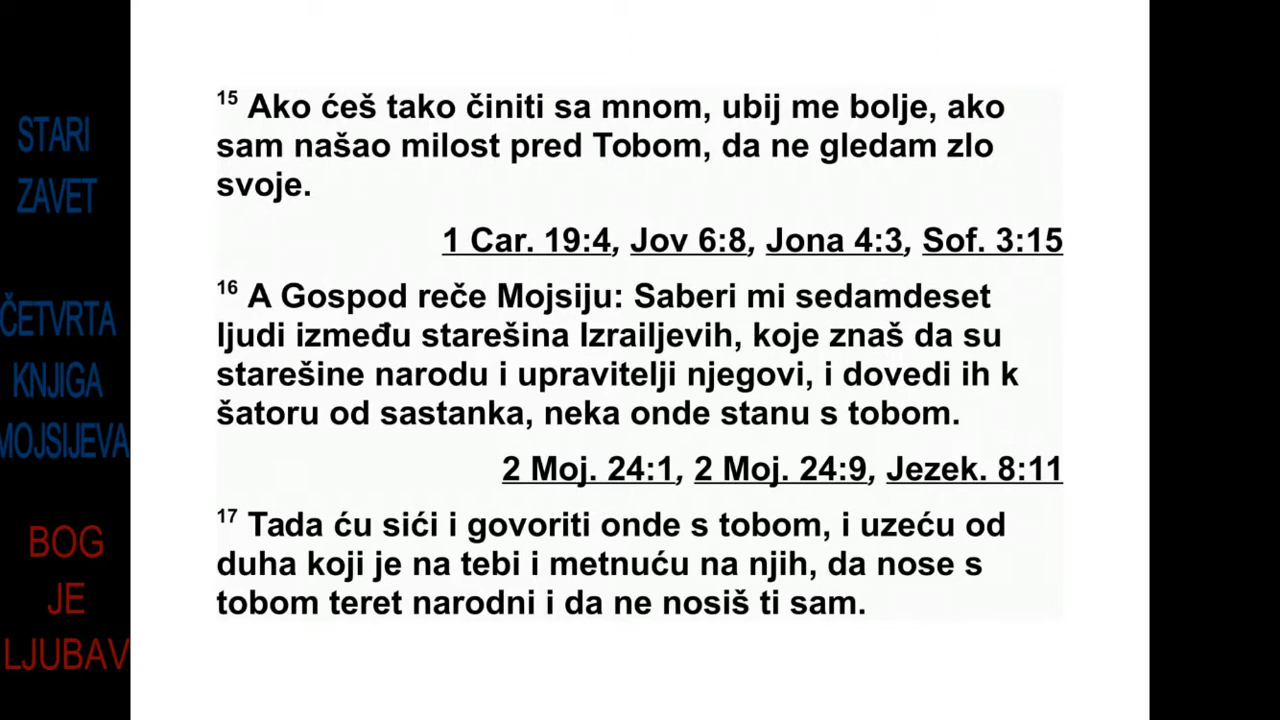 STARI
ZAVET
ČETVRTA
KNJIGA
MOJSIJEVA
BOG
JE
LJUBAV
15 Ako ćeš tako činiti sa mnom, ubij me bolje, ako
sam našao milost pred Tobom, da ne gledam zlo
svoje.
1 Car. 19:4, Jov 6:8, Jona 4:3, Sof. 3:15
16 A Gospod reče Mojsiju: Saberi mi sedamdeset
ljudi između starešina Izrailjevih, koje znaš da su
starešine narodu i upravitelji njegovi, i dovedi ih k
šatoru od sastanka, neka onde stanu s tobom.
2 Moj. 24:1, 2 Moj. 24:9, Jezek. 8:11
17 Tada ću sići i govoriti onde s tobom, i uzeću od
duha koji je na tebi i metnuću na njih, da nose s
tobom teret narodni i da ne nosiš ti sam.